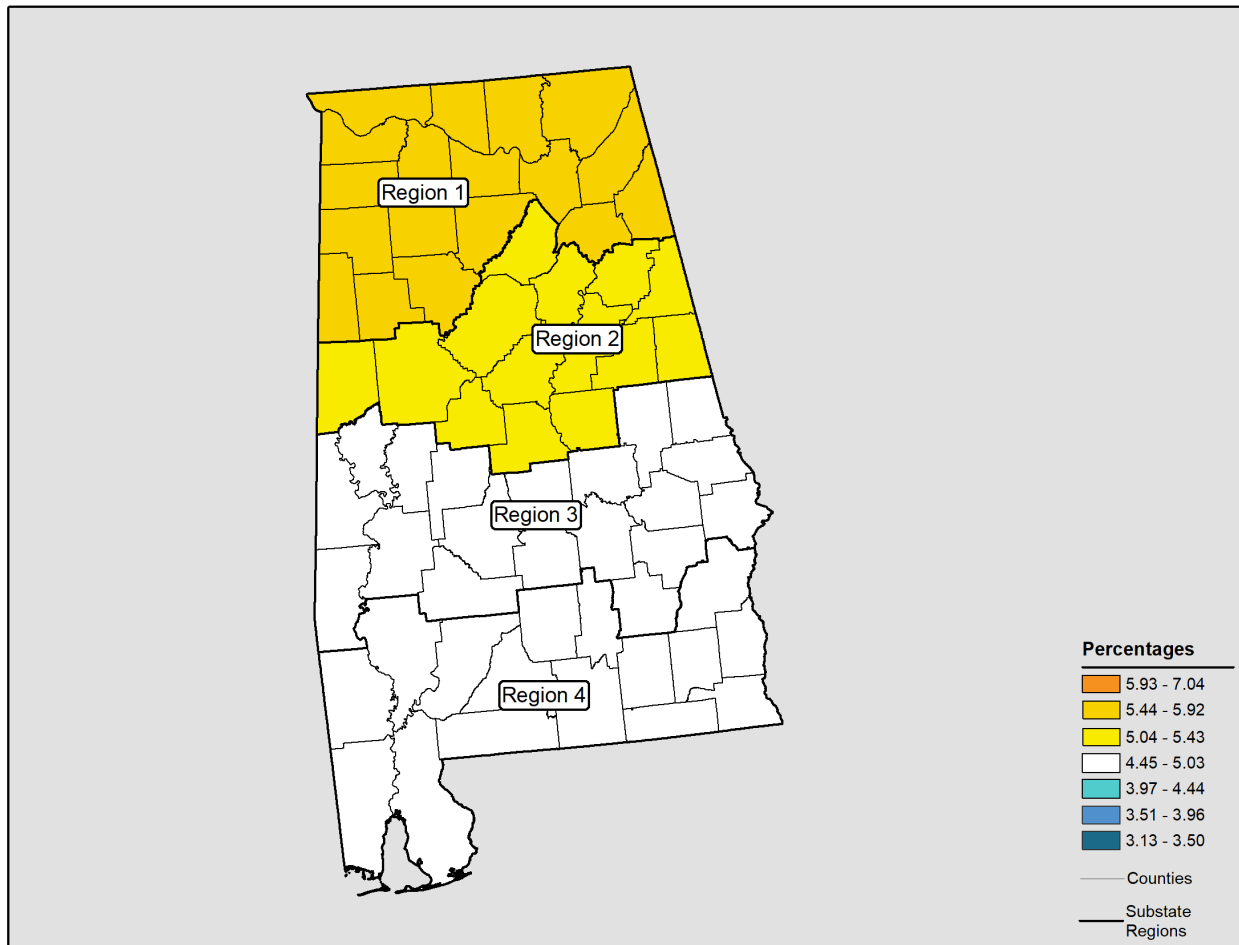 Region 1
Region 2
Region 3
Region 4
Percentages
5.93 - 7.04
5.44 - 5.92
5.04 - 5.43
4.45 - 5.03
3.97 - 4.44
3.51 - 3.96
3.13 - 3.50
Counties
Substate
Regions